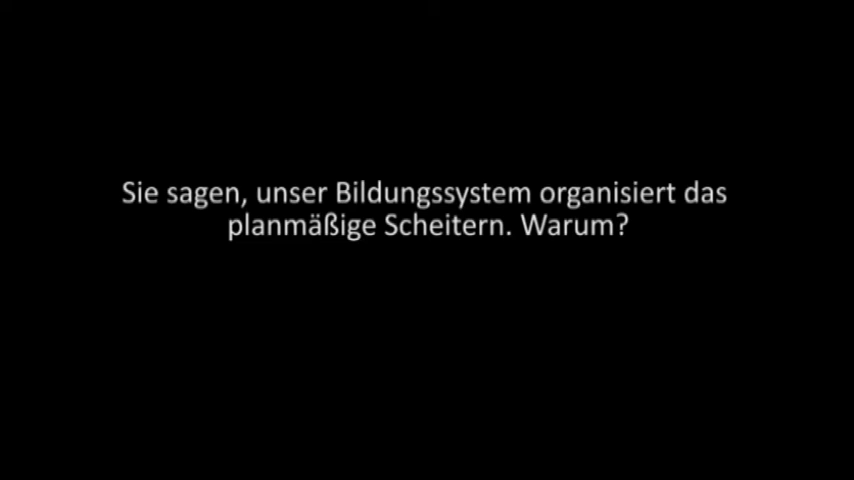 Sie sagen, unser Bildungssystem organisiert das
planmäßige Scheitern. Warum?